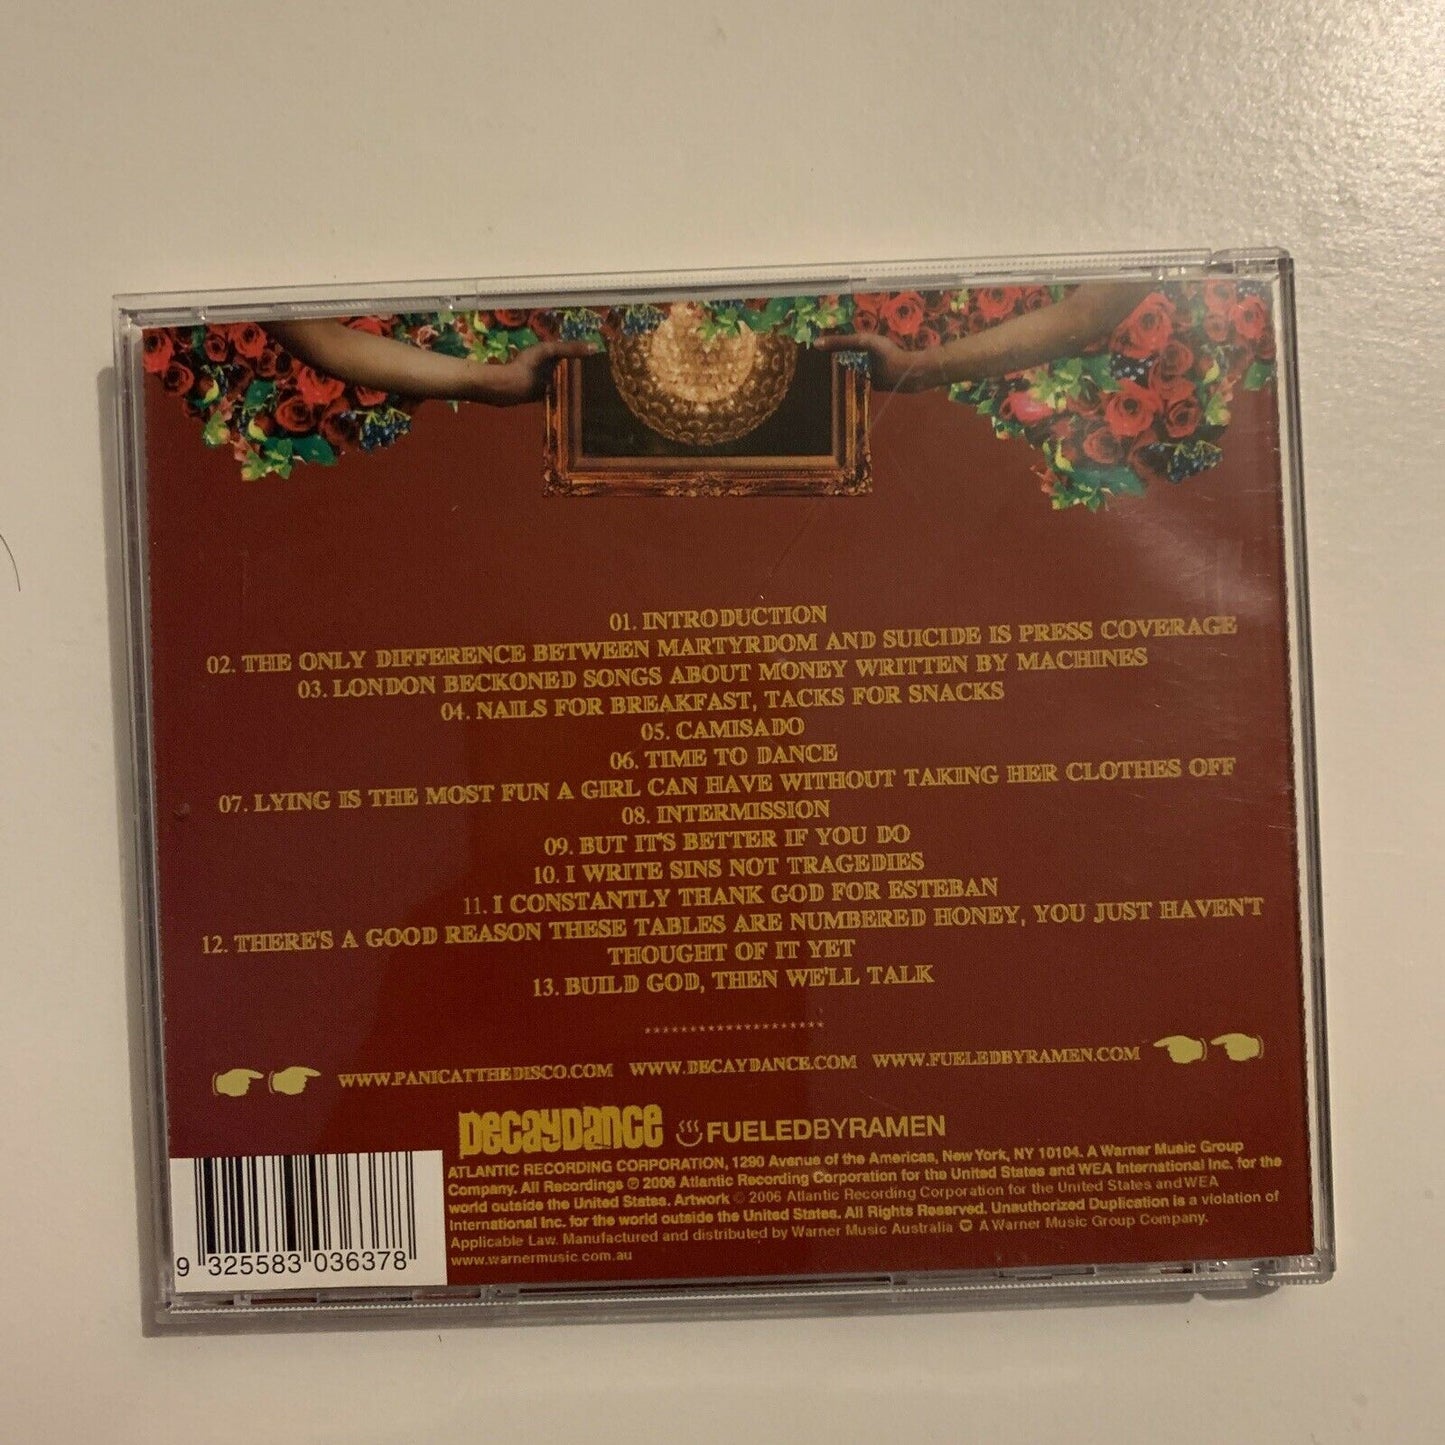 01. INTRODUCTION
02. THE ONLY DIFFERENCE BETWEEN MARTYRDOM AND SUICIDE IS PRESS COVERAGE
03. LONDON BECKONED SONGS ABOUT MONEY WRITTEN BY MACHINES
04. NAILS FOR BREAKFAST, TACKS FOR SNACKS
05. CAMISADO
06. TIME TO DANCE
07. LYING IS THE MOST FUN A GIRL CAN HAVE WITHOUT TAKING HER CLOTHES OFF
08. INTERMISSION
09. BUT IT'S BETTER IF YOU DO
10. I WRITE SINS NOT TRAGEDIES
11. I CONSTANTLY THANK GOD FOR ESTEBAN
12. THERE'S A GOOD REASON THESE TABLES ARE NUMBERED HONEY, YOU JUST HAVEN'T
THOUGHT OF IT YET
13. BUILD GOD, THEN WE'LL TALK
*********************
WWW.PANICATTHEDISCO.COM WWW.DECAYDANCE.COM WWW.FUELEDBYRAMEN.COM
DECAYDANCE FUELEDBYRAMEN
ATLANTIC RECORDING CORPORATION, 1290 Avenue of the Americas, New York, NY 10104. A Warner Music Group
Company. All Recordings ℗ 2006 Atlantic Recording Corporation for the United States and WEA International Inc. for the
world outside the United States. Artwork © 2006 Atlantic Recording Corporation for the United States and WEA
International Inc. for the world outside the United States. All Rights Reserved. Unauthorized Duplication is a violation of
Applicable Law. Manufactured and distributed by Warner Music Australia A Warner Music Group Company.
www.warnermusic.com.au
9 325583 036378